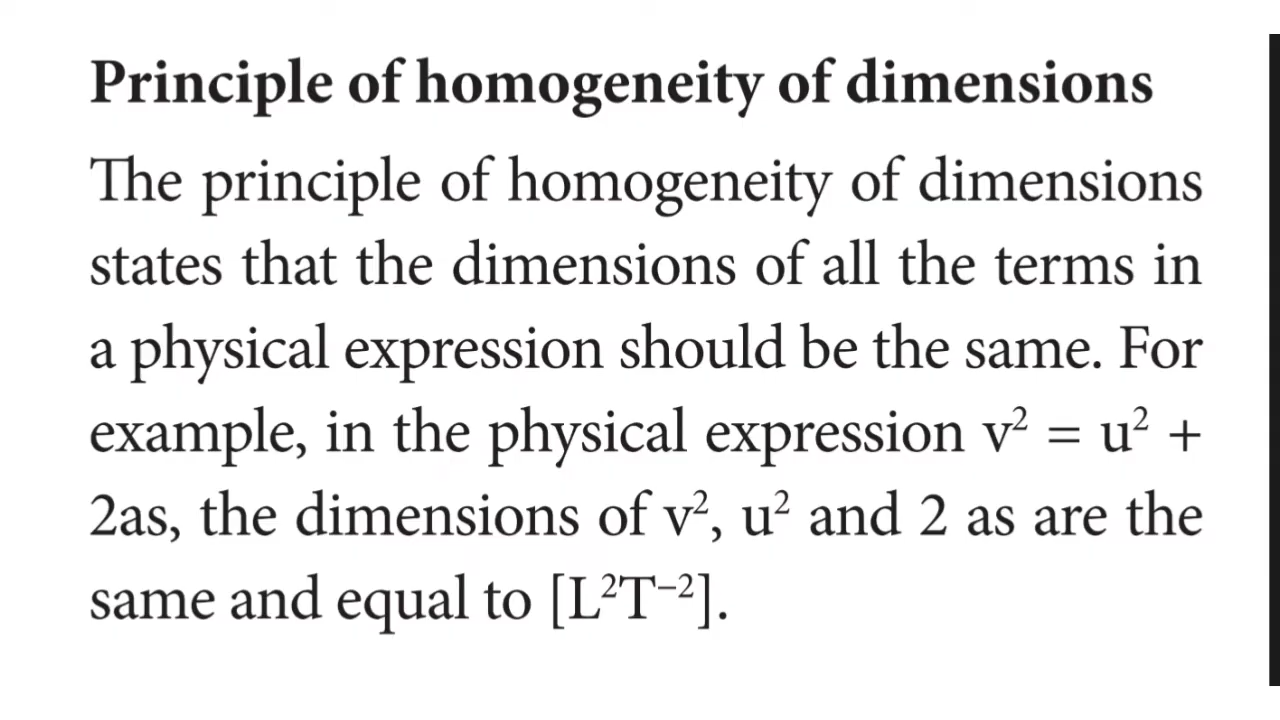 Principle of homogeneity of dimensions
The principle of homogeneity of dimensions
states that the dimensions of all the terms in
a physical expression should be the same. For
example, in the physical expression v² = u² +
2as, the dimensions of v², u² and 2 as are the
same and equal to [L²T⁻²].